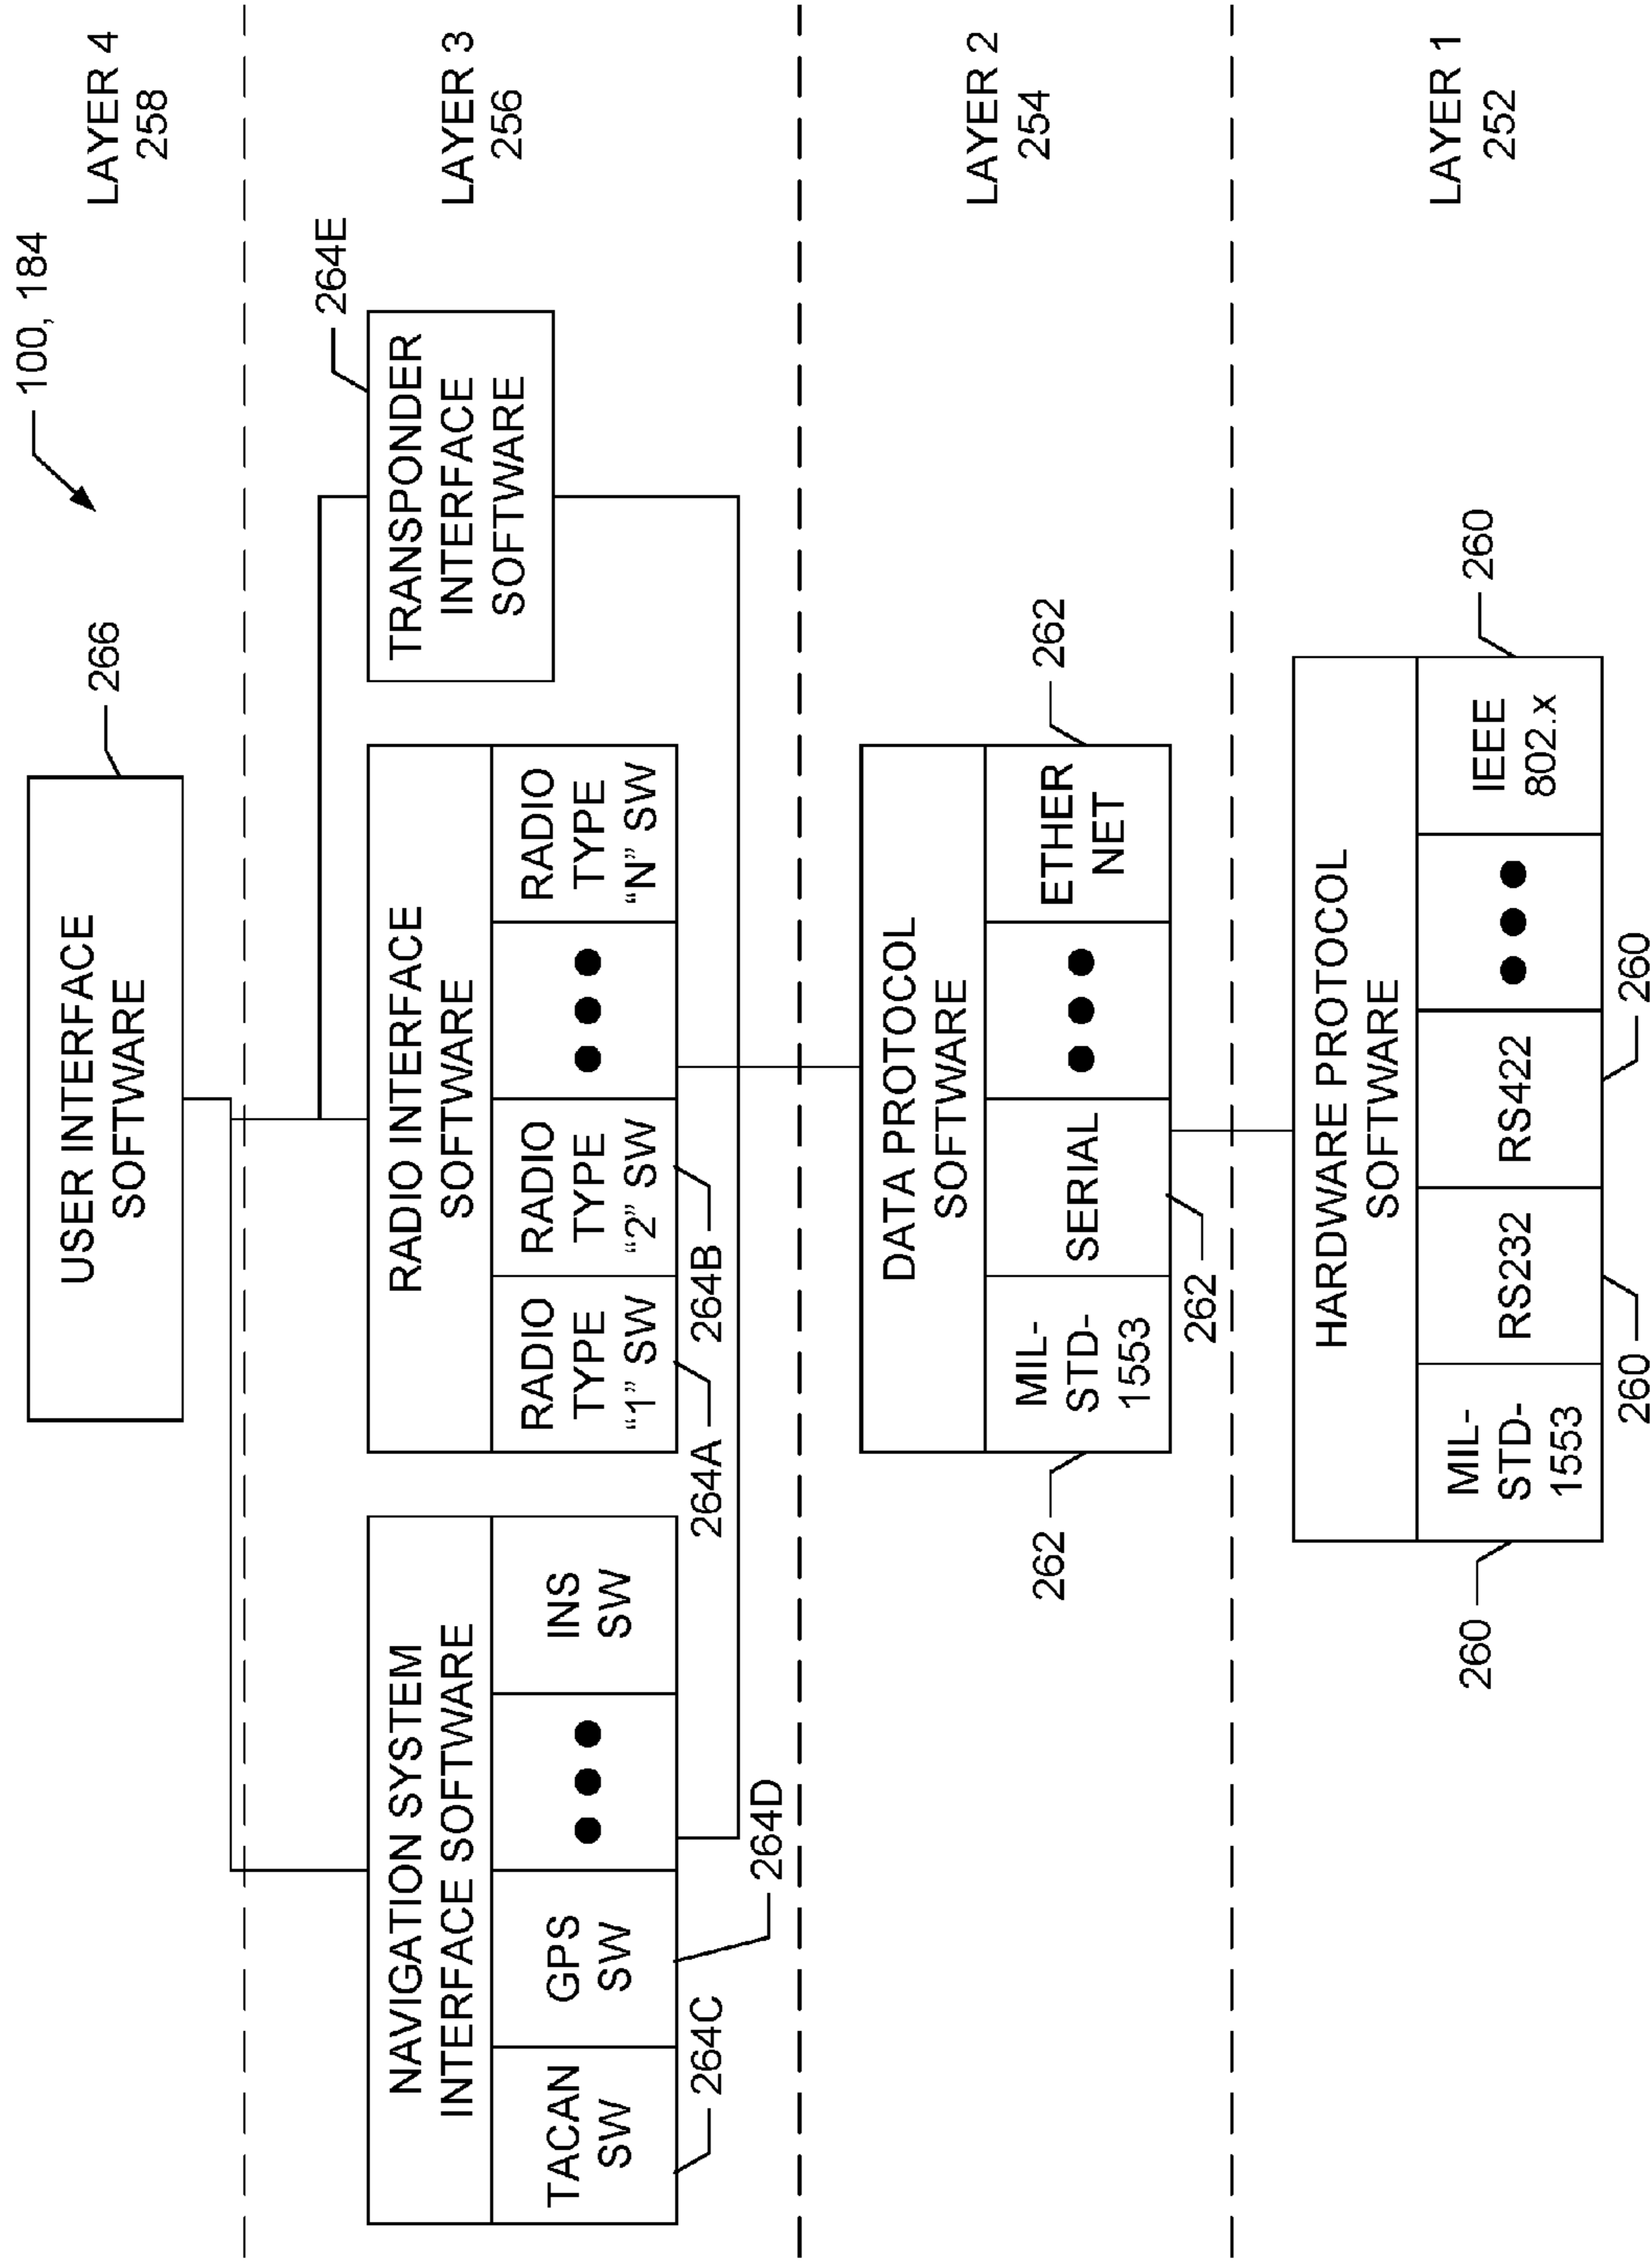 100, 184
LAYER 4
258
USER INTERFACE
SOFTWARE
266
LAYER 3
256
NAVIGATION SYSTEM
INTERFACE SOFTWARE
TACAN
SW
GPS
SW
INS
SW
264C
264D
RADIO INTERFACE
SOFTWARE
RADIO
TYPE
“1” SW
RADIO
TYPE
“2” SW
RADIO
TYPE
“N” SW
264A
264B
TRANSPONDER
INTERFACE
SOFTWARE
264E
LAYER 2
254
DATA PROTOCOL
SOFTWARE
MIL-
STD-
1553
SERIAL
ETHER
NET
262
262
262
LAYER 1
252
HARDWARE PROTOCOL
SOFTWARE
MIL-
STD-
1553
RS232
RS422
IEEE
802.x
260
260
260
260